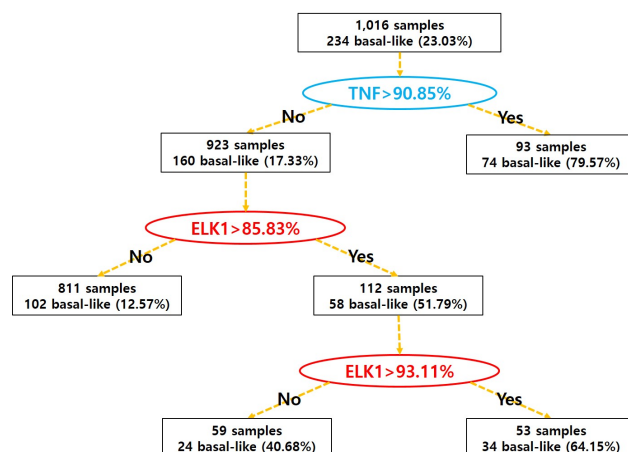 1,016 samples
234 basal-like (23.03%)
TNF>90.85%
No
Yes
923 samples
160 basal-like (17.33%)
93 samples
74 basal-like (79.57%)
ELK1>85.83%
No
Yes
811 samples
102 basal-like (12.57%)
112 samples
58 basal-like (51.79%)
ELK1>93.11%
No
Yes
59 samples
24 basal-like (40.68%)
53 samples
34 basal-like (64.15%)